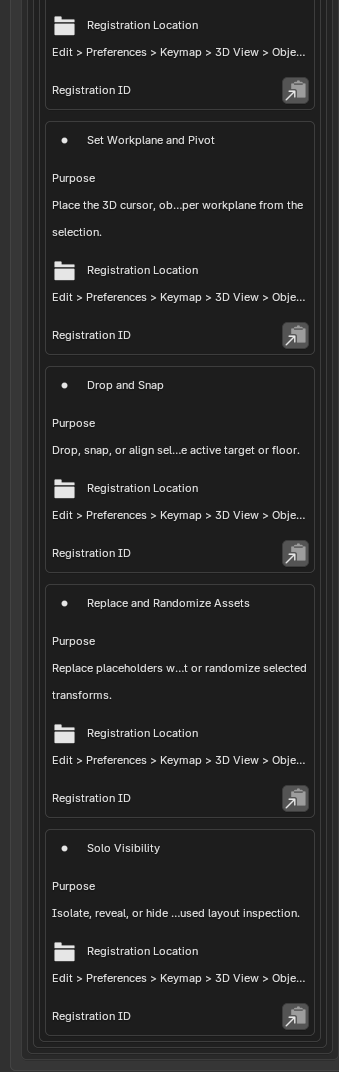 Registration Location
Edit > Preferences > Keymap > 3D View > Obje...
Registration ID
Set Workplane and Pivot
Purpose
Place the 3D cursor, ob...per workplane from the
selection.
Registration Location
Edit > Preferences > Keymap > 3D View > Obje...
Registration ID
Drop and Snap
Purpose
Drop, snap, or align sel...e active target or floor.
Registration Location
Edit > Preferences > Keymap > 3D View > Obje...
Registration ID
Replace and Randomize Assets
Purpose
Replace placeholders w...t or randomize selected
transforms.
Registration Location
Edit > Preferences > Keymap > 3D View > Obje...
Registration ID
Solo Visibility
Purpose
Isolate, reveal, or hide ...used layout inspection.
Registration Location
Edit > Preferences > Keymap > 3D View > Obje...
Registration ID